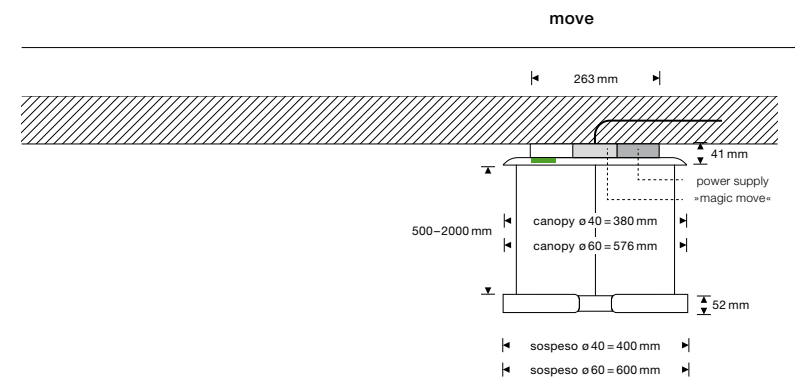 move
263 mm
41 mm
power supply
»magic move«
canopy ø 40 = 380 mm
500–2000 mm
canopy ø 60 = 576 mm
52 mm
sospeso ø 40 = 400 mm
sospeso ø 60 = 600 mm